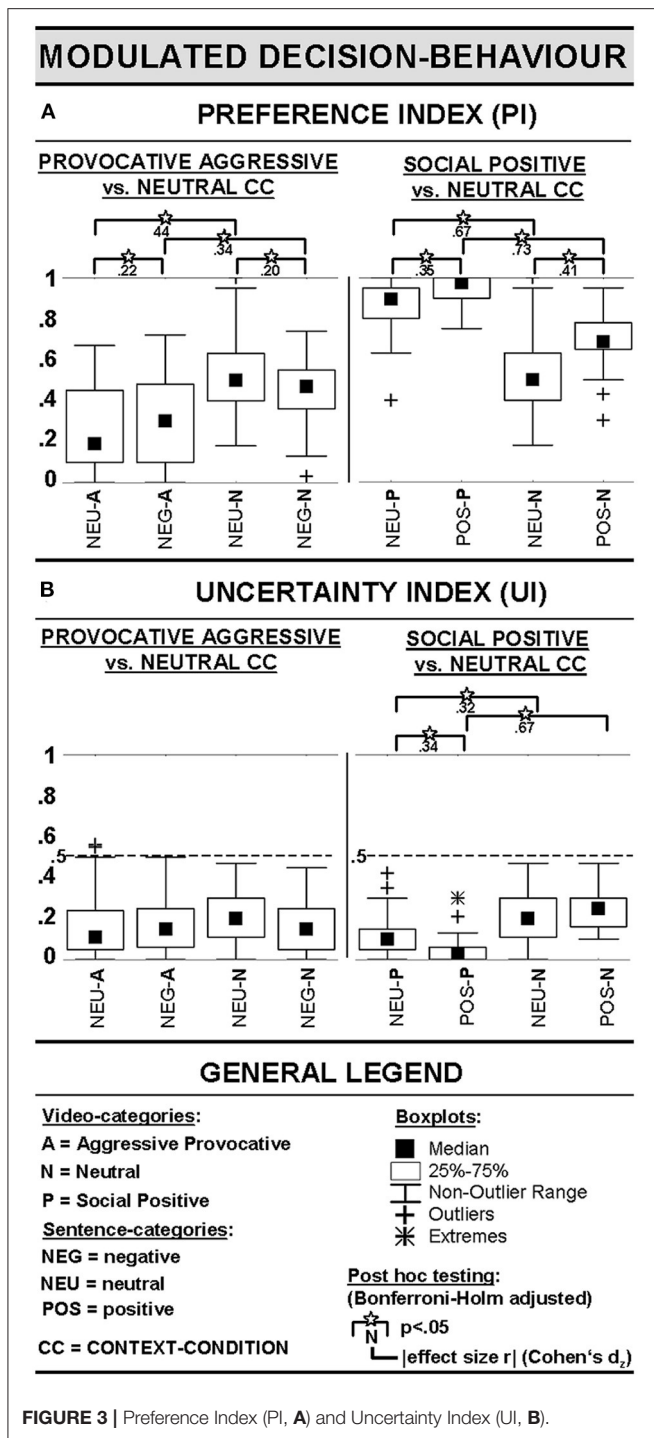 MODULATED DECISION-BEHAVIOUR
A PREFERENCE INDEX (PI)
PROVOCATIVE AGGRESSIVE
vs. NEUTRAL CC
SOCIAL POSITIVE
vs. NEUTRAL CC
44
.34
.22
.20
.67
.73
.35
.41
1
.8
.6
.4
.2
0
NEU-A
NEG-A
NEU-N
NEG-N
NEU-P
POS-P
NEU-N
POS-N
B UNCERTAINTY INDEX (UI)
PROVOCATIVE AGGRESSIVE
vs. NEUTRAL CC
SOCIAL POSITIVE
vs. NEUTRAL CC
.32
.67
.34
1
.8
.6
.5
.5
.4
.2
0
NEU-A
NEG-A
NEU-N
NEG-N
NEU-P
POS-P
NEU-N
POS-N
GENERAL LEGEND
Video-categories:
A = Aggressive Provocative
N = Neutral
P = Social Positive
Sentence-categories:
NEG = negative
NEU = neutral
POS = positive
CC = CONTEXT-CONDITION
Boxplots:
Median
25%-75%
Non-Outlier Range
Outliers
Extremes
Post hoc testing:
(Bonferroni-Holm adjusted)
N p<.05
|effect size r| (Cohen's dz)
FIGURE 3 | Preference Index (PI, A) and Uncertainty Index (UI, B).